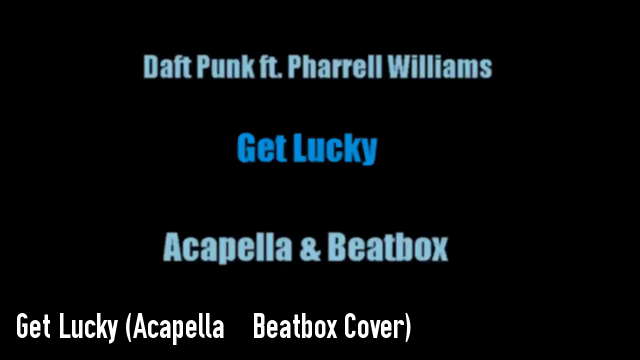 Daft Punk ft. Pharrell Williams
Get Lucky
Acapella & Beatbox
Get Lucky (Acapella Beatbox Cover)